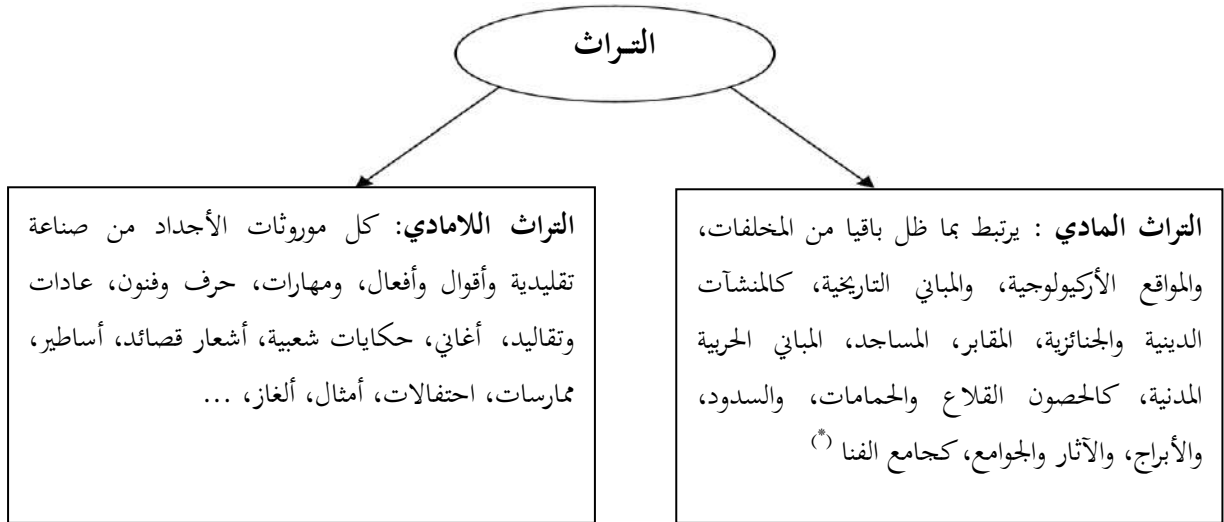 التـراث
التراث المادي : يرتبط بما ظل باقيا من المخلفات،
والمواقع الأركيولوجية، والمباني التاريخية، كالمنشآت
الدينية والجنائزية، المقابر، المساجد، المباني الحربية
المدنية، كالحصون القلاع والحمامات، والسدود،
والأبراج، والآثار والجوامع، كجامع الفنا (*)
التراث اللامادي: كل موروثات الأجداد من صناعة
تقليدية وأقوال وأفعال، ومهارات، حرف وفنون، عادات
وتقاليد، أغاني، حكايات شعبية، أشعار قصائد، أساطير،
ممارسات، احتفالات، أمثال، ألغاز، ...